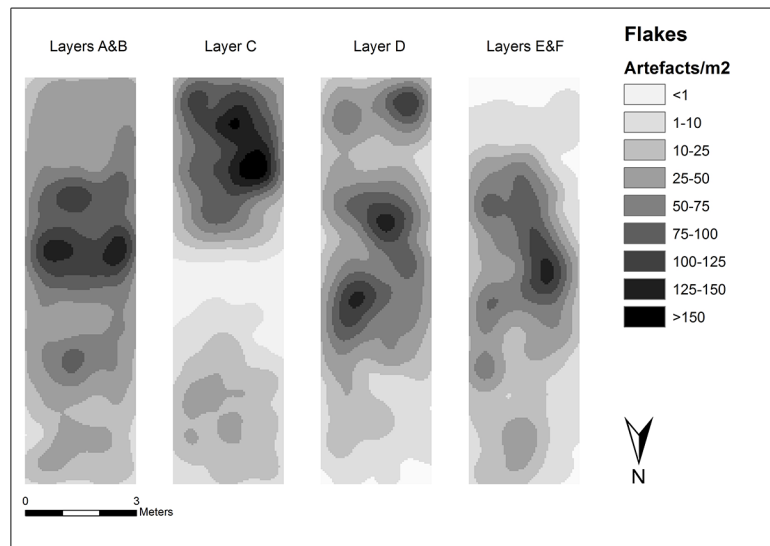 Layers A&B
Layer C
Layer D
Layers E&F
Flakes
Artefacts/m2
<1
1-10
10-25
25-50
50-75
75-100
100-125
125-150
>150
N
0 3
Meters